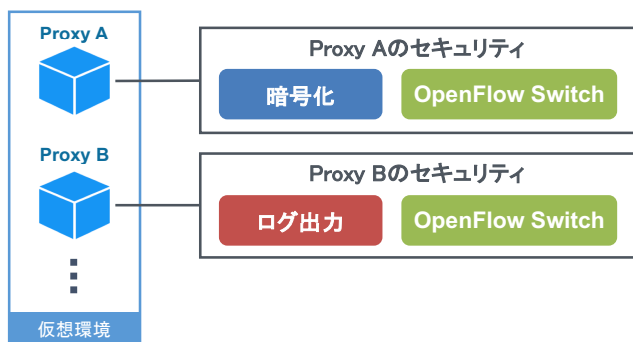 Proxy A
Proxy Aのセキュリティ
暗号化
OpenFlow Switch
Proxy B
Proxy Bのセキュリティ
ログ出力
OpenFlow Switch
仮想環境